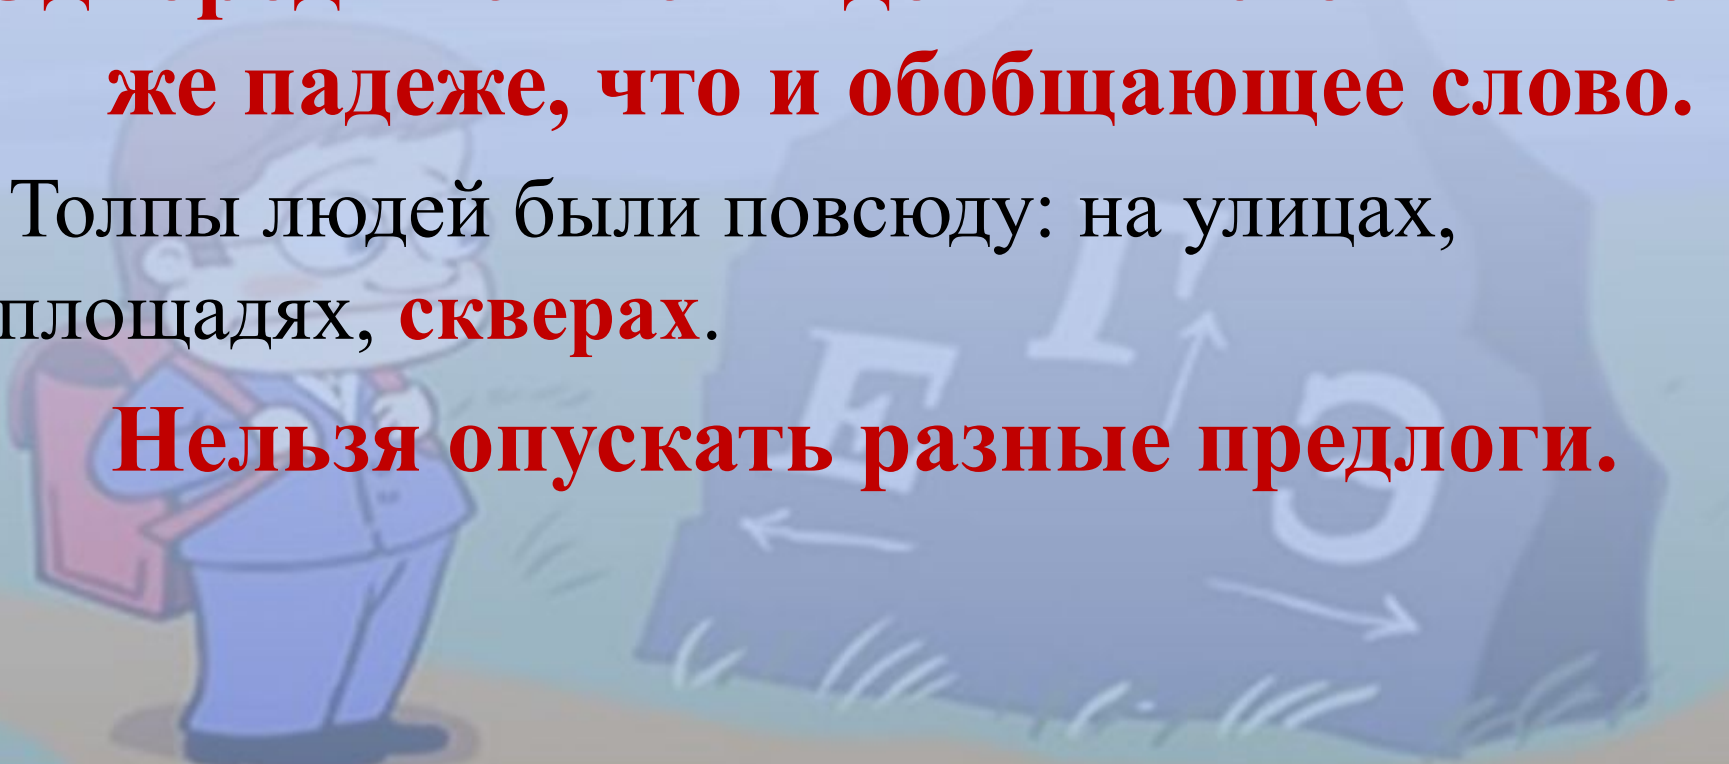 же падеже, что и обобщающее слово.
Толпы людей были повсюду: на улицах,
площадях, скверах.
Нельзя опускать разные предлоги.
Г
Е
Э